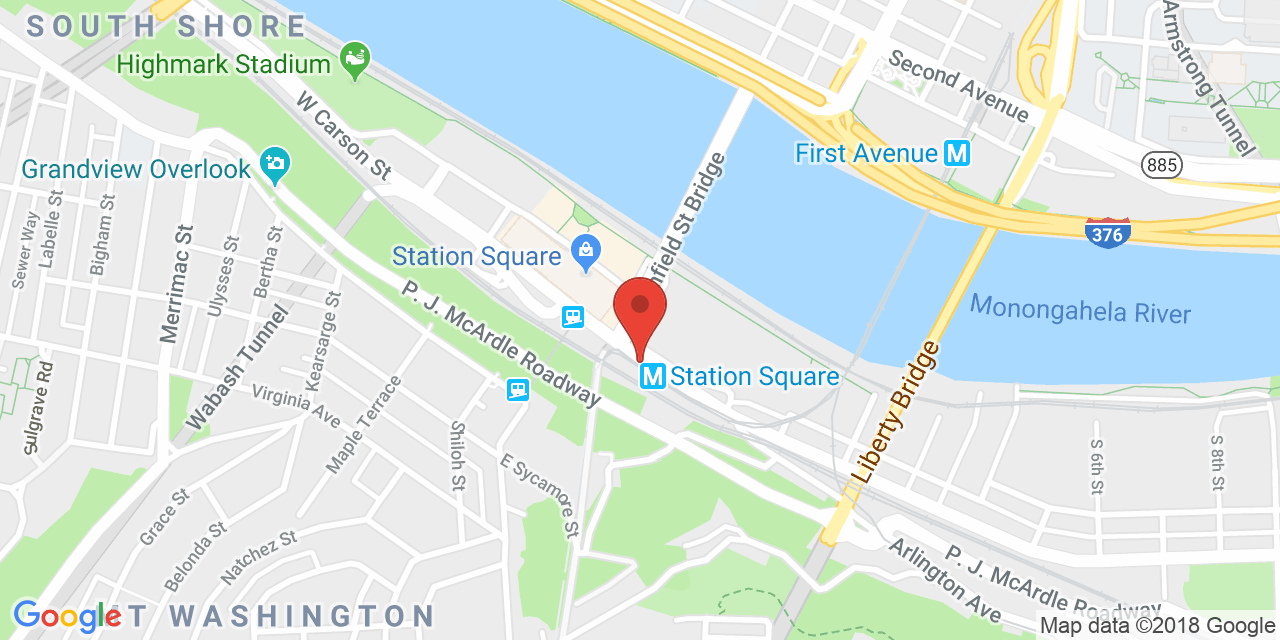 SOUTH SHORE
Highmark Stadium
W Carson St
Second Avenue
Armstrong Tunnel
First Avenue M
885
Grandview Overlook
376
Sewer Way
Labelle St
Bigham St
Merrimac St
Ulysses St
Bertha St
Wabash Tunnel
Kearsarge St
Station Square
P. J. McArdle Roadway
nfield St Bridge
Monongahela River
M Station Square
Liberty Bridge
Sulgrave Rd
Virginia Ave
Maple Terrace
Shiloh St
E Sycamore St
S 6th St
S 8th St
Grace St
Belonda St
Natchez St
Arlington Ave
P. J. McArdle Roadway
Google
T WASHINGTON
Map data ©2018 Google